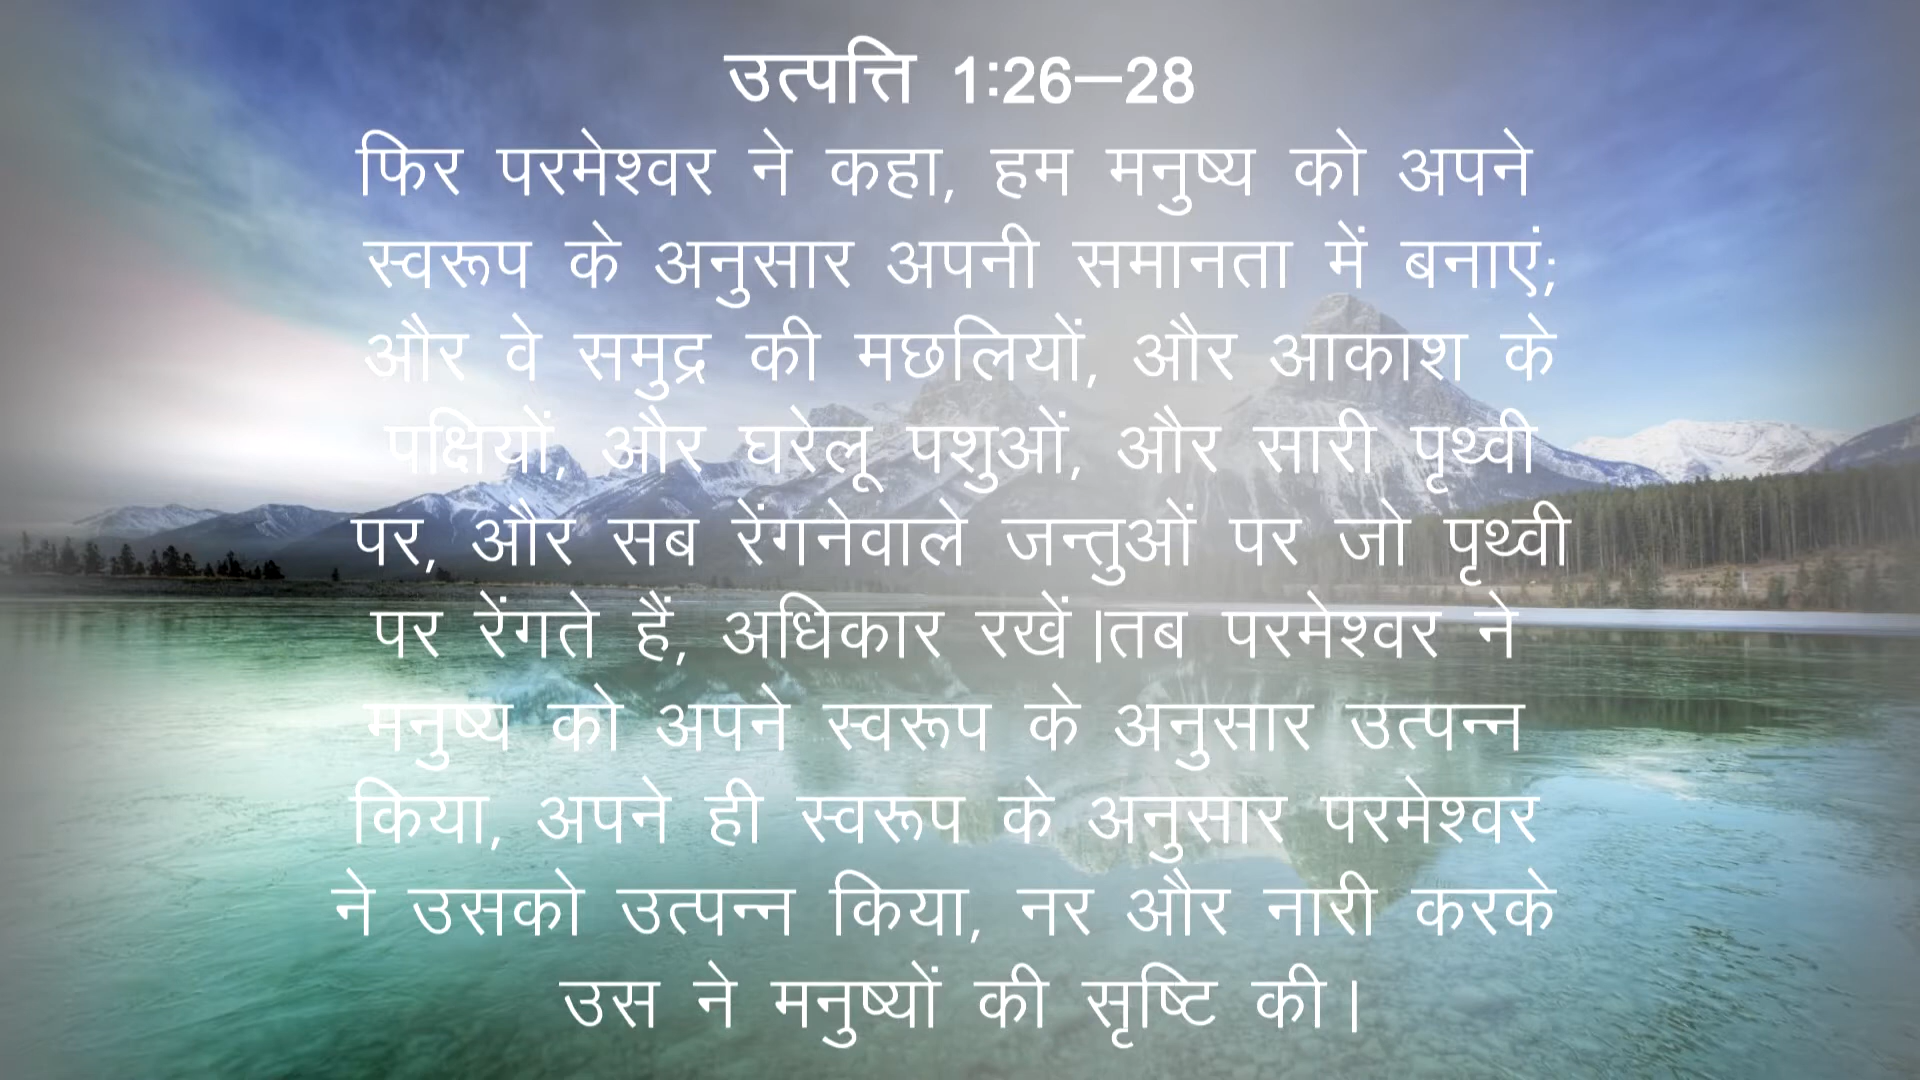 उत्पत्ति 1:26—28
फिर परमेश्वर ने कहा, हम मनुष्य को अपने
स्वरूप के अनुसार अपनी समानता में बनाएं;
और वे समुद्र की मछलियों, और आकाश के
पक्षियों, और घरेलू पशुओं, और सारी पृथ्वी
पर, और सब रेंगनेवाले जन्तुओं पर जो पृथ्वी
पर रेंगते हैं, अधिकार रखें |तब परमेश्वर ने
मनुष्य को अपने स्वरूप के अनुसार उत्पन्न
किया, अपने ही स्वरूप के अनुसार परमेश्वर
ने उसको उत्पन्न किया, नर और नारी करके
उस ने मनुष्यों की सृष्टि की |